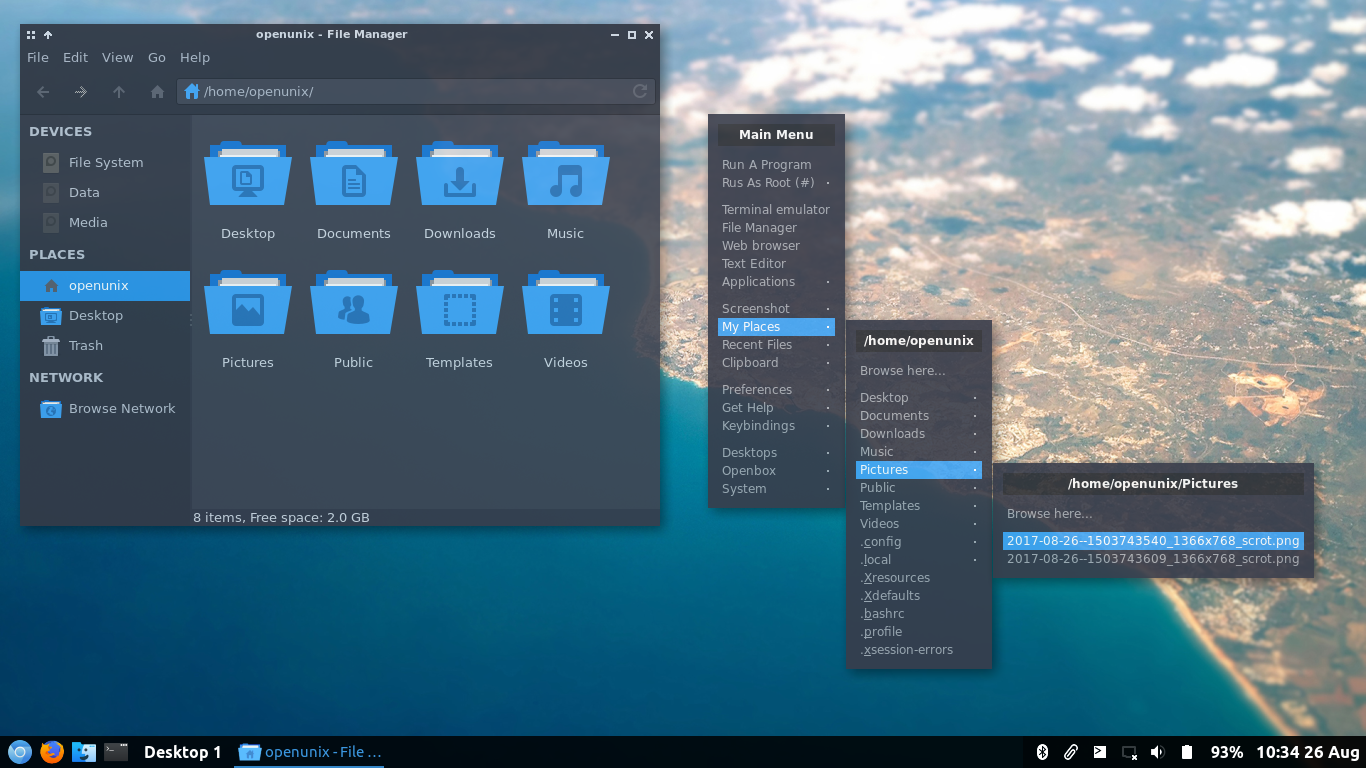 openunix - File Manager
File Edit View Go Help
/home/openunix/
DEVICES
File System
Data
Media
PLACES
openunix
Desktop
Trash
NETWORK
Browse Network
Desktop Documents Downloads Music
Pictures Public Templates Videos
8 items, Free space: 2.0 GB
Main Menu
Run A Program
Rus As Root (#)
Terminal emulator
File Manager
Web browser
Text Editor
Applications
Screenshot
My Places
Recent Files
Clipboard
Preferences
Get Help
Keybindings
Desktops
Openbox
System
/home/openunix
Browse here...
Desktop
Documents
Downloads
Music
Pictures
Public
Templates
Videos
.config
.local
.Xresources
.Xdefaults
.bashrc
.profile
.xsession-errors
/home/openunix/Pictures
Browse here...
2017-08-26--1503743540_1366x768_scrot.png
2017-08-26--1503743609_1366x768_scrot.png
Desktop 1 openunix - File ... 93% 10:34 26 Aug